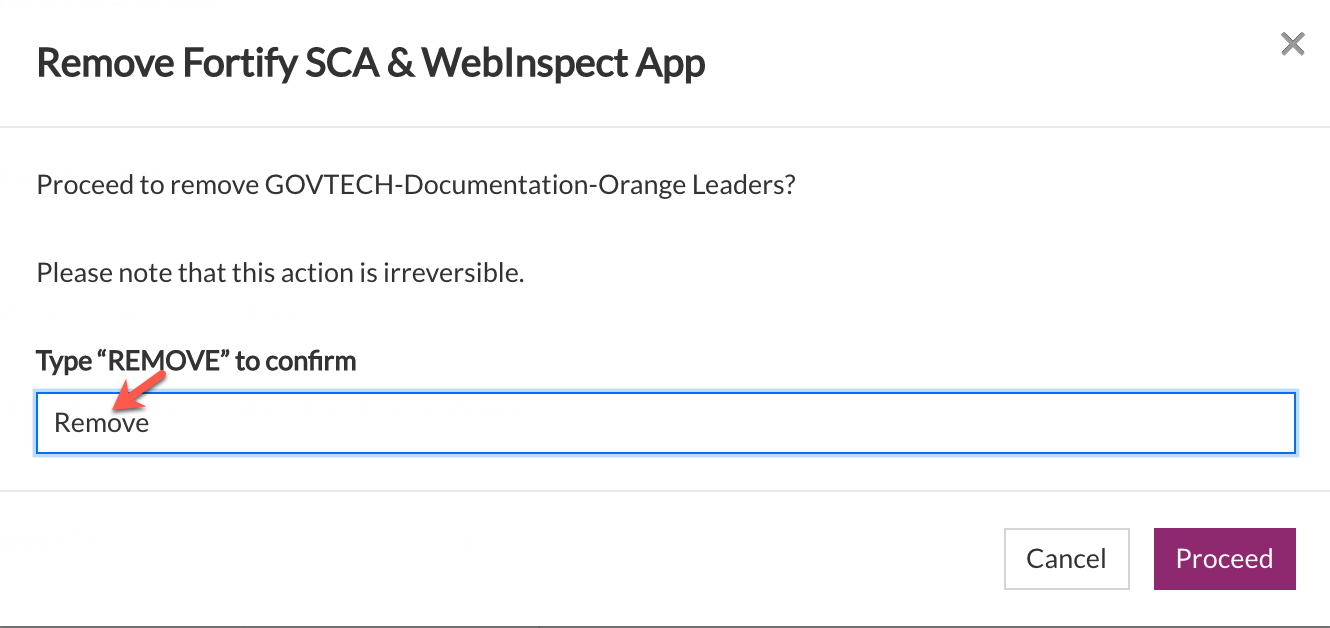 Remove Fortify SCA & WebInspect App
Proceed to remove GOVTECH-Documentation-Orange Leaders?
Please note that this action is irreversible.
Type “REMOVE” to confirm
Remove
Cancel
Proceed